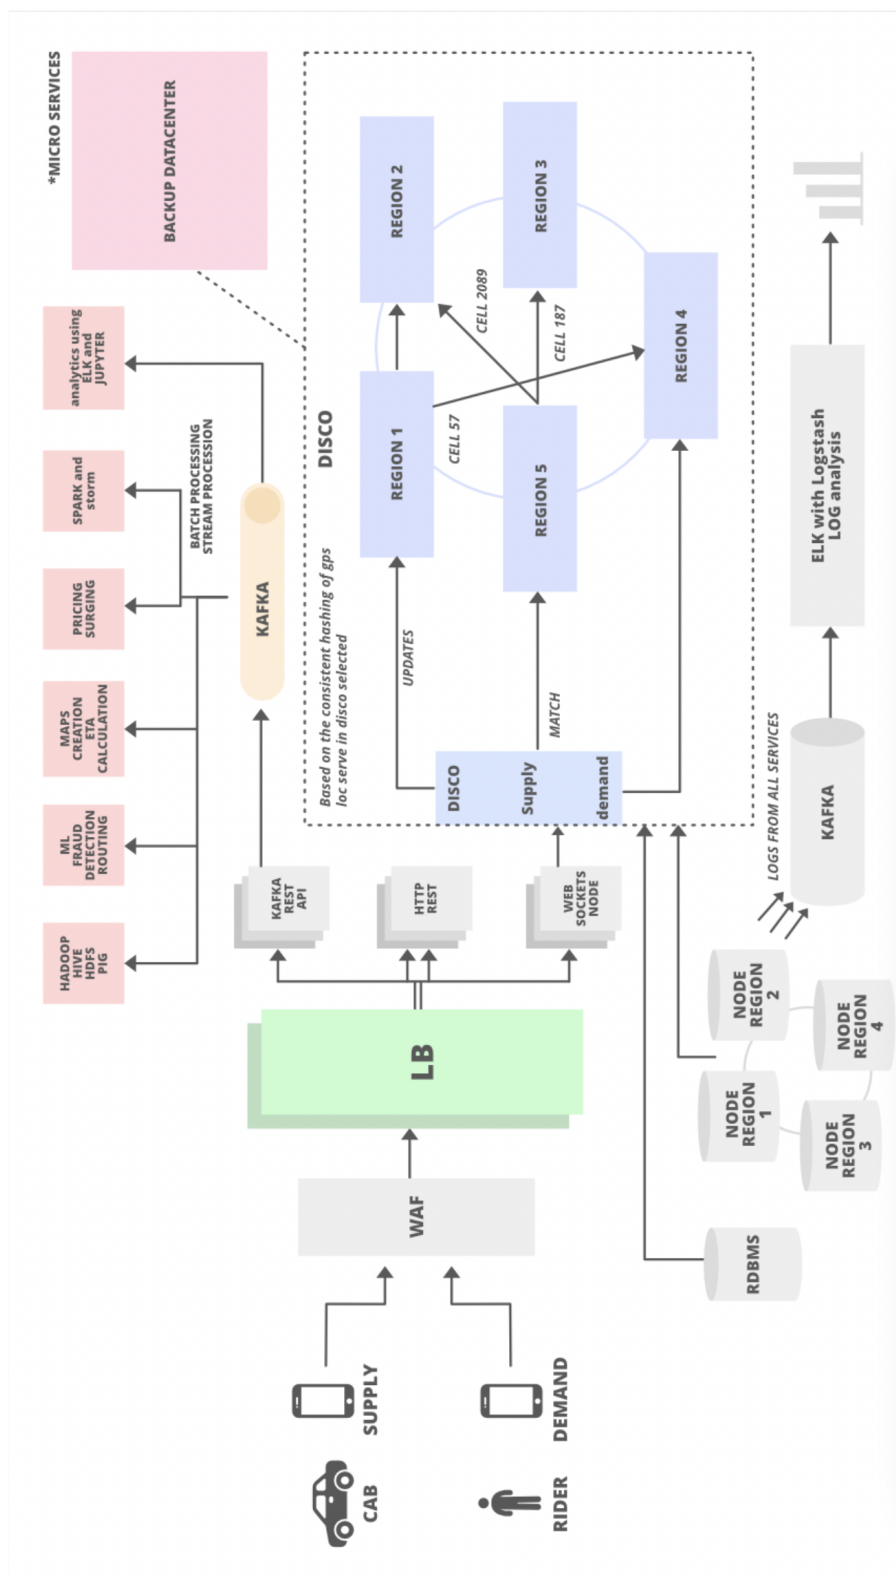 *MICRO SERVICES
HADOOP
HIVE
HDFS
PIG
ML
FRAUD
DETECTION
ROUTING
MAPS
CREATION
ETA
CALCULATION
PRICING
SURGING
SPARK and
storm
analytics using
ELK and
JUPYTER
BACKUP DATACENTER
BATCH PROCESSING
STREAM PROCESSION
KAFKA
KAFKA
REST
API
HTTP
REST
WEB
SOCKETS
NODE
LB
WAF
SUPPLY
CAB
DEMAND
RIDER
DISCO
Based on the consistent hashing of gps
loc serve in disco selected
DISCO
Supply
demand
UPDATES
MATCH
REGION 1
REGION 2
REGION 3
REGION 4
REGION 5
CELL 57
CELL 2089
CELL 187
RDBMS
NODE
REGION
1
NODE
REGION
2
NODE
REGION
3
NODE
REGION
4
LOGS FROM ALL SERVICES
KAFKA
ELK with Logstash
LOG analysis